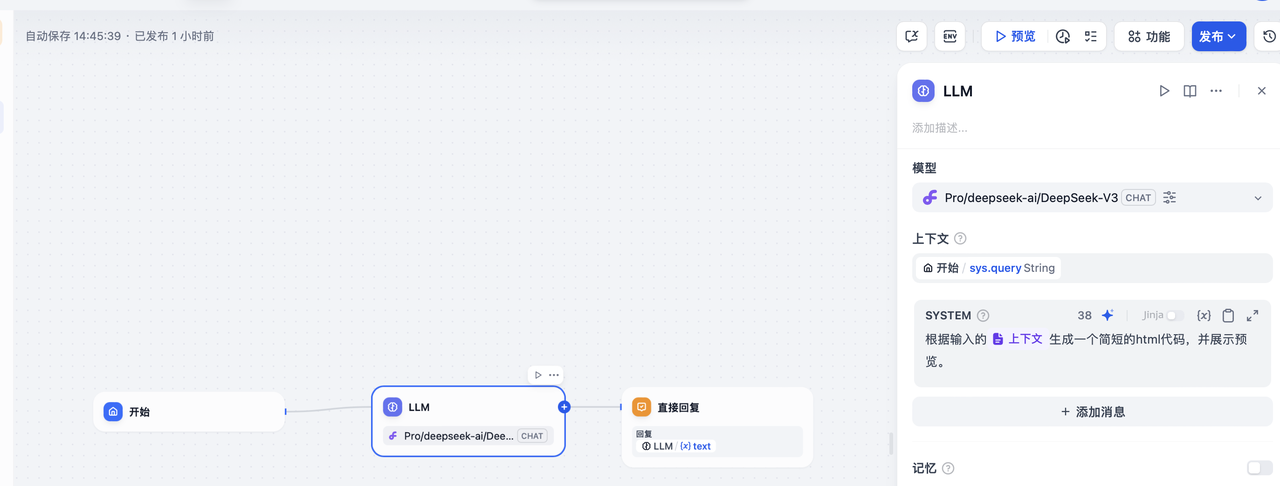 自动保存 14:45:39 · 已发布 1 小时前
ENV
预览
功能
发布
LLM
添加描述...
模型
Pro/deepseek-ai/DeepSeek-V3 CHAT
上下文
开始 / sys.query String
SYSTEM 38 Jinja {x}
根据输入的 上下文 生成一个简短的html代码，并展示预
览。
+ 添加消息
记忆
开始
LLM
Pro/deepseek-ai/Dee... CHAT
直接回复
回复
LLM / {x} text